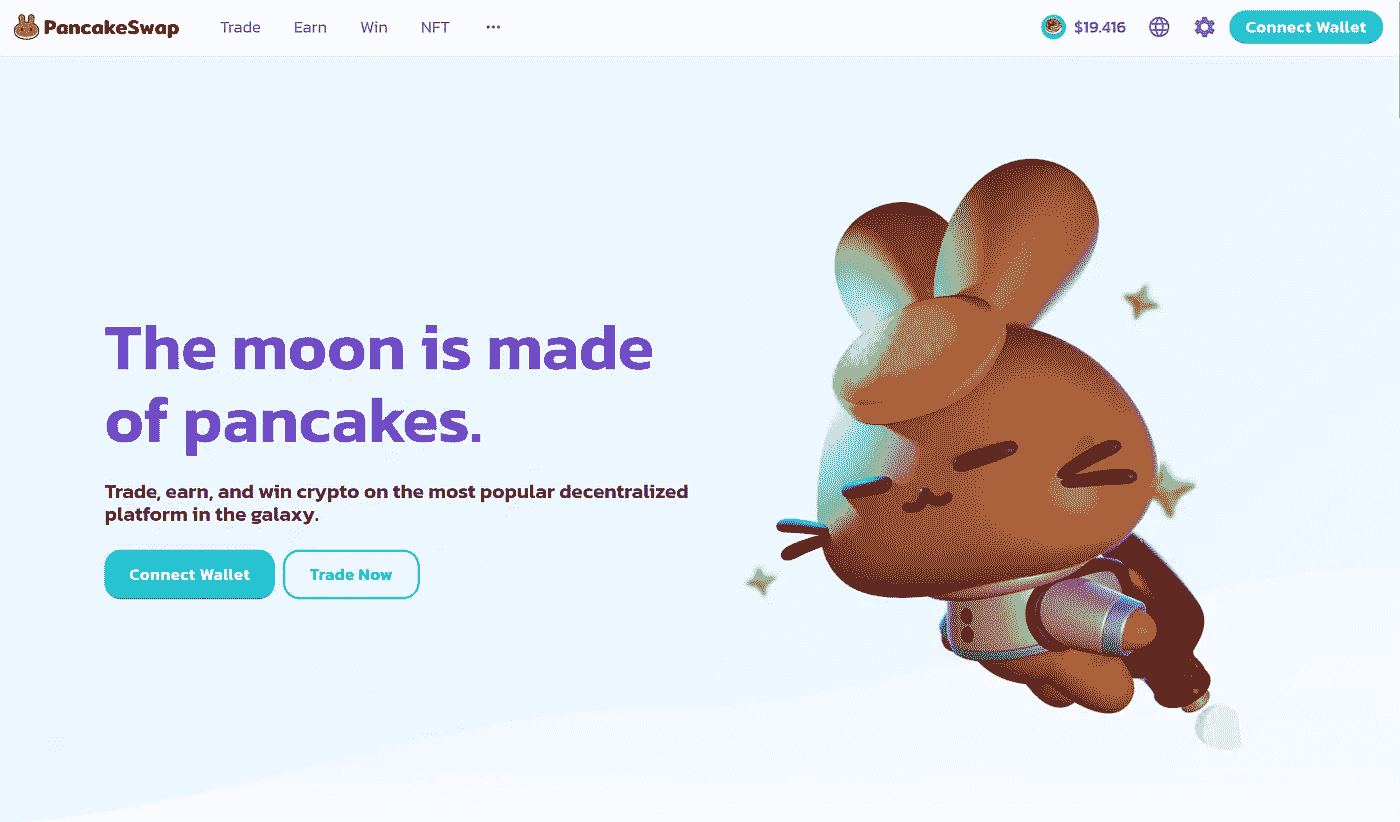 PancakeSwap
Trade
Earn
Win
NFT
$19.416
Connect Wallet
The moon is made
of pancakes.
Trade, earn, and win crypto on the most popular decentralized
platform in the galaxy.
Connect Wallet
Trade Now